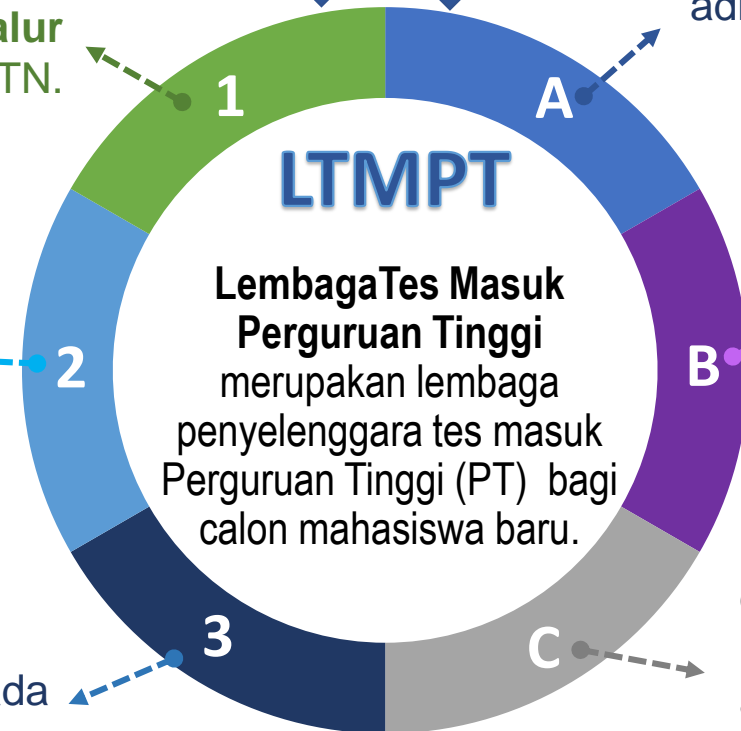 alur
TN.
1
A
LTMPT
LembagaTes Masuk
Perguruan Tinggi
merupakan lembaga
penyelenggara tes masuk
Perguruan Tinggi (PT) bagi
calon mahasiswa baru.
2
B
3
C
da